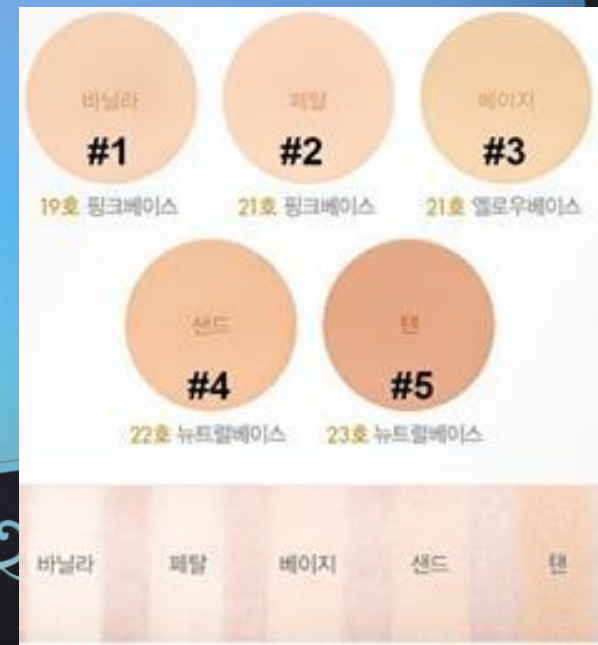 바닐라
#1
19호 핑크베이스
페탈
#2
21호 핑크베이스
베이지
#3
21호 옐로우베이스
샌드
#4
22호 뉴트럴베이스
탠
#5
23호 뉴트럴베이스
바닐라 페탈 베이지 샌드 탠